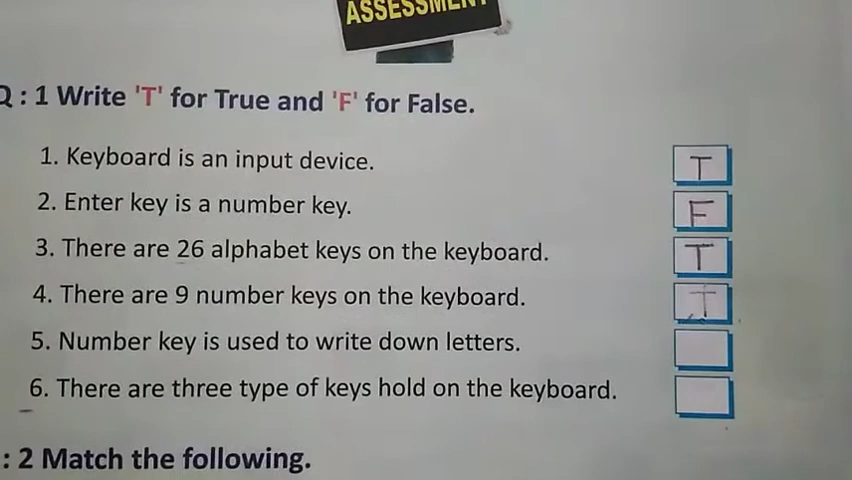 ASSESSMENT
Q : 1 Write 'T' for True and 'F' for False.
1. Keyboard is an input device. T
2. Enter key is a number key. F
3. There are 26 alphabet keys on the keyboard. T
4. There are 9 number keys on the keyboard. T
5. Number key is used to write down letters.
6. There are three type of keys hold on the keyboard.
: 2 Match the following.